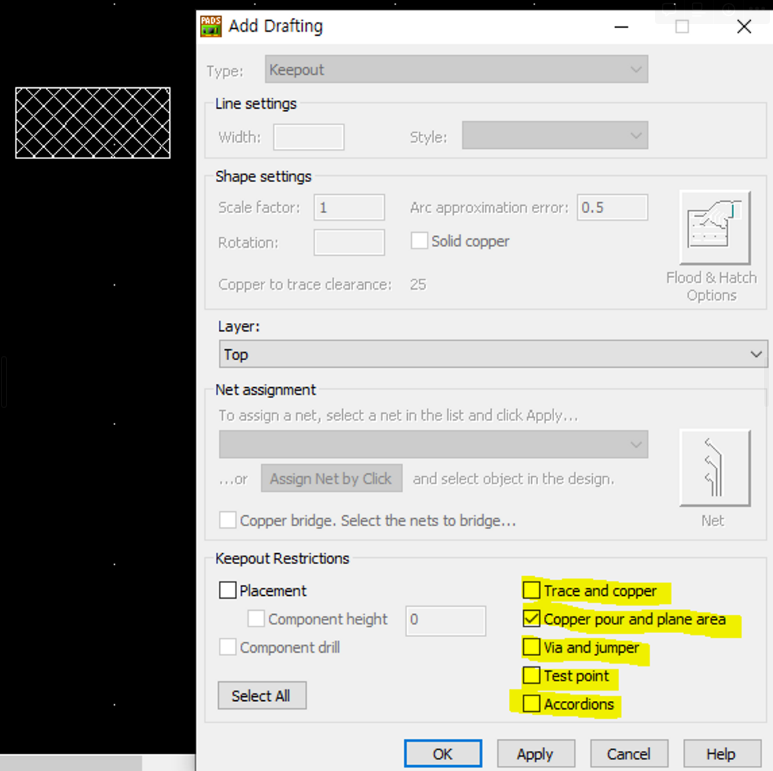 PADS Add Drafting
Type: Keepout
Line settings
Width: Style:
Shape settings
Scale factor: 1 Arc approximation error: 0.5
Rotation: Solid copper
Copper to trace clearance: 25 Flood & Hatch
Options
Layer:
Top
Net assignment
To assign a net, select a net in the list and click Apply...
...or Assign Net by Click and select object in the design.
Copper bridge. Select the nets to bridge... Net
Keepout Restrictions
Placement Trace and copper
Component height 0 Copper pour and plane area
Component drill Via and jumper
Test point
Select All Accordions
OK Apply Cancel Help